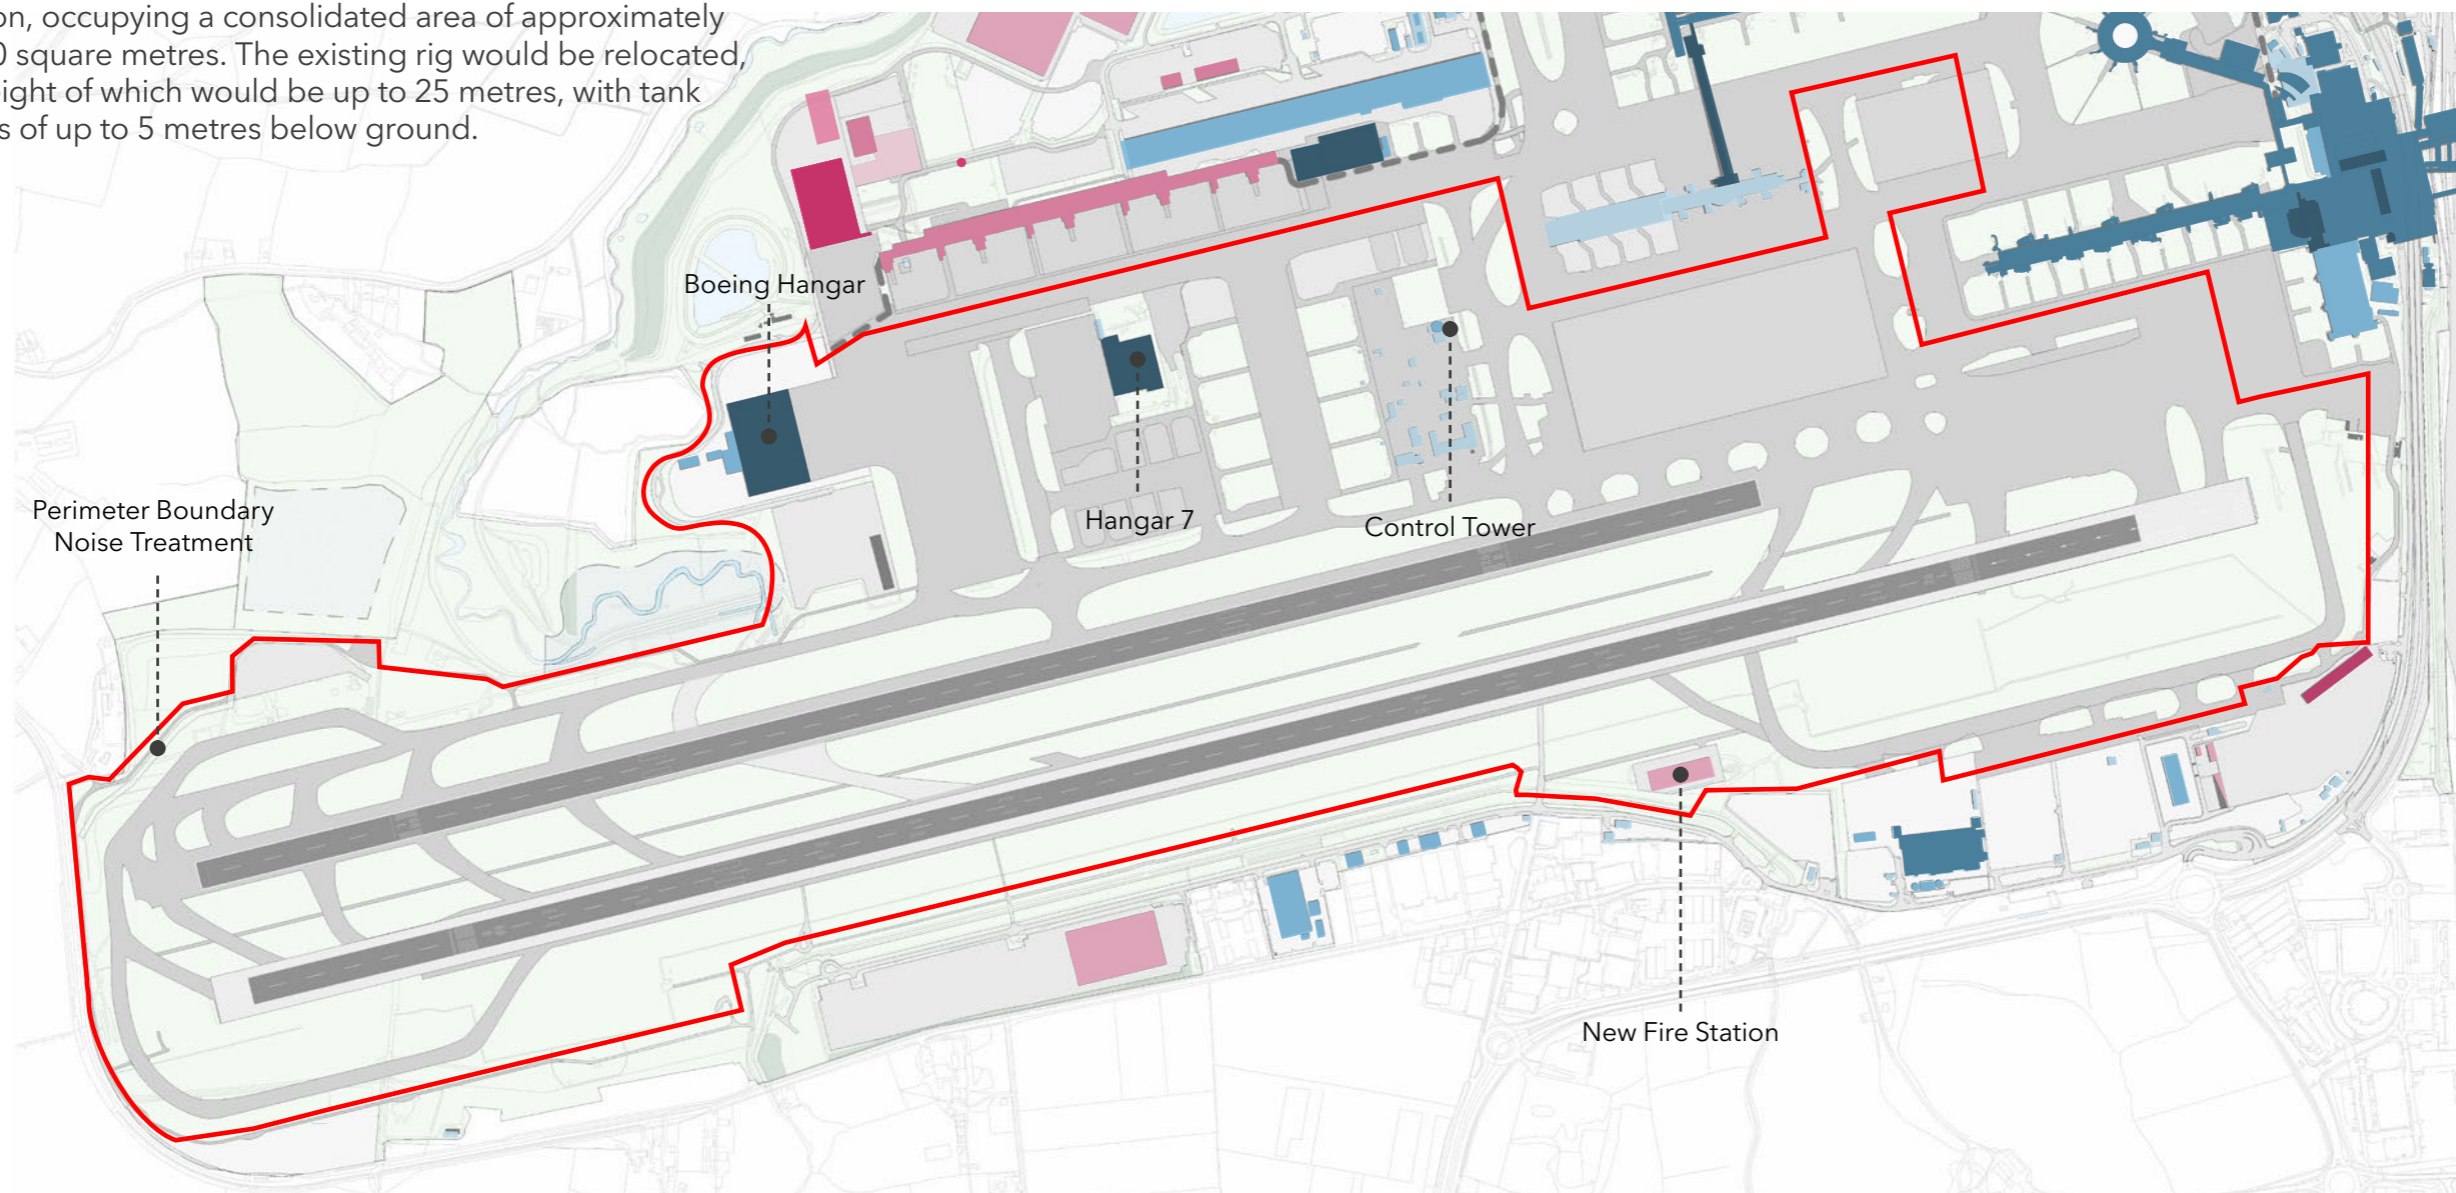 on, occupying a consolidated area of approximately
0 square metres. The existing rig would be relocated,
ight of which would be up to 25 metres, with tank
s of up to 5 metres below ground.
Boeing Hangar
Perimeter Boundary
Noise Treatment
Hangar 7
Control Tower
New Fire Station